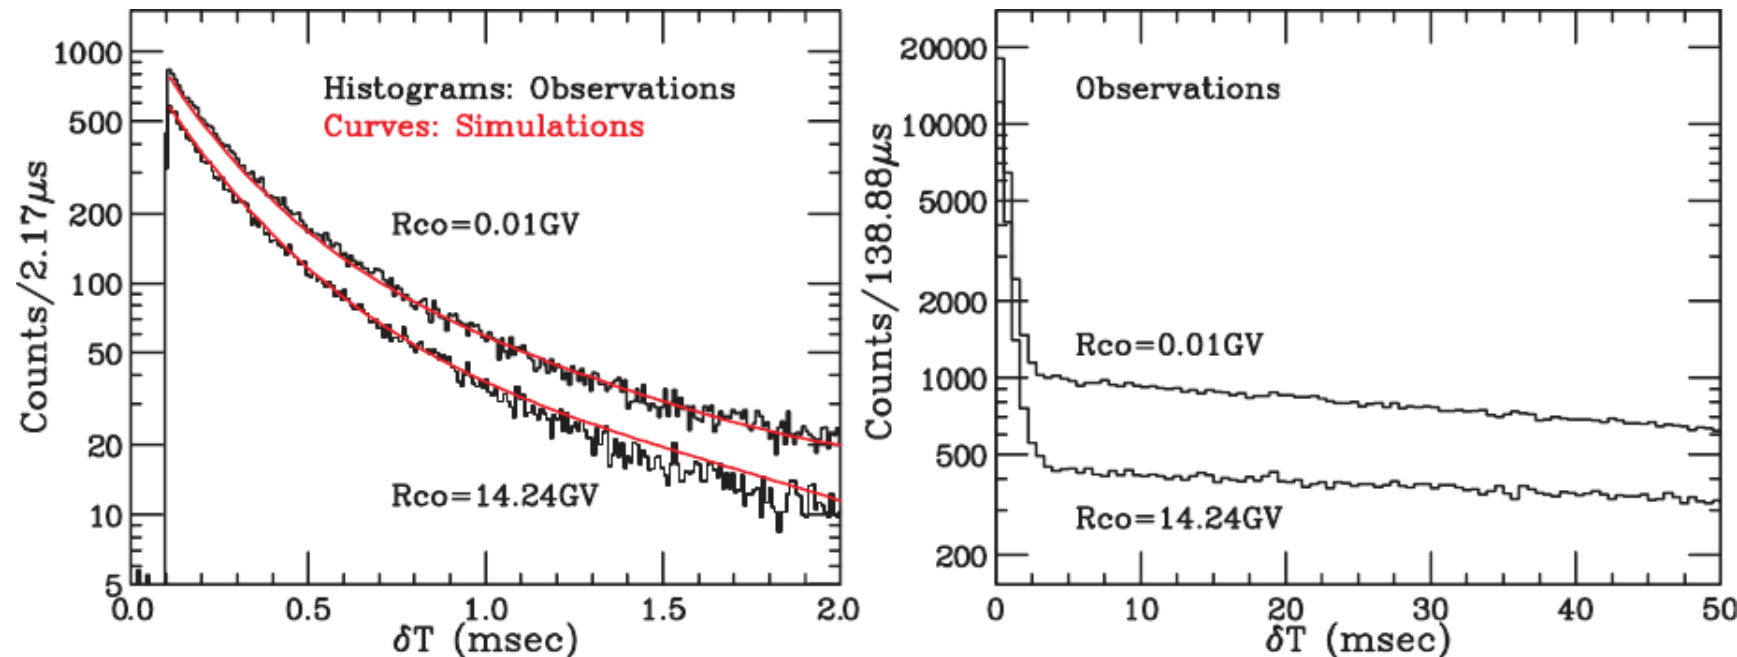 1000
500
200
100
50
20
10
5
Counts/2.17μs
Histograms: Observations
Curves: Simulations
Rco=0.01GV
Rco=14.24GV
0.0 0.5 1.0 1.5 2.0
δT (msec)
20000
10000
5000
2000
1000
500
200
Counts/138.88μs
Observations
Rco=0.01GV
Rco=14.24GV
0 10 20 30 40 50
δT (msec)